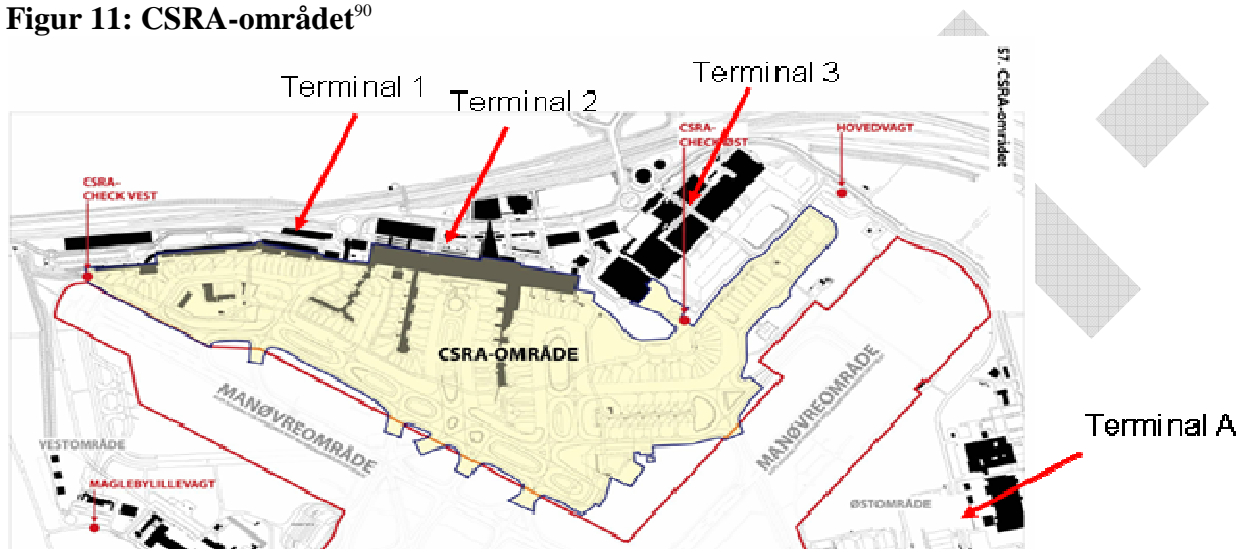 Figur 11: CSRA-området⁹⁰
57. CSRA-området
Terminal 1
Terminal 2
Terminal 3
CSRA-
CHECK ØST
HOVEDVAGT
CSRA-
CHECK VEST
CSRA-OMRÅDE
MANØVREOMRÅDE
MANØVREOMRÅDE
Terminal A
VESTOMRÅDE
MAGLEBYLILLEVAGT
ØSTOMRÅDE